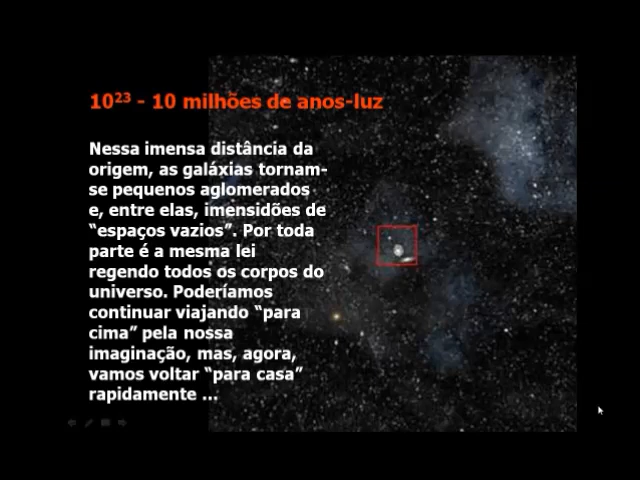 10²³ - 10 milhões de anos-luz
Nessa imensa distância da
origem, as galáxias tornam-
se pequenos aglomerados
e, entre elas, imensidões de
“espaços vazios”. Por toda
parte é a mesma lei
regendo todos os corpos do
universo. Poderíamos
continuar viajando “para
cima” pela nossa
imaginação, mas, agora,
vamos voltar “para casa”
rapidamente ...